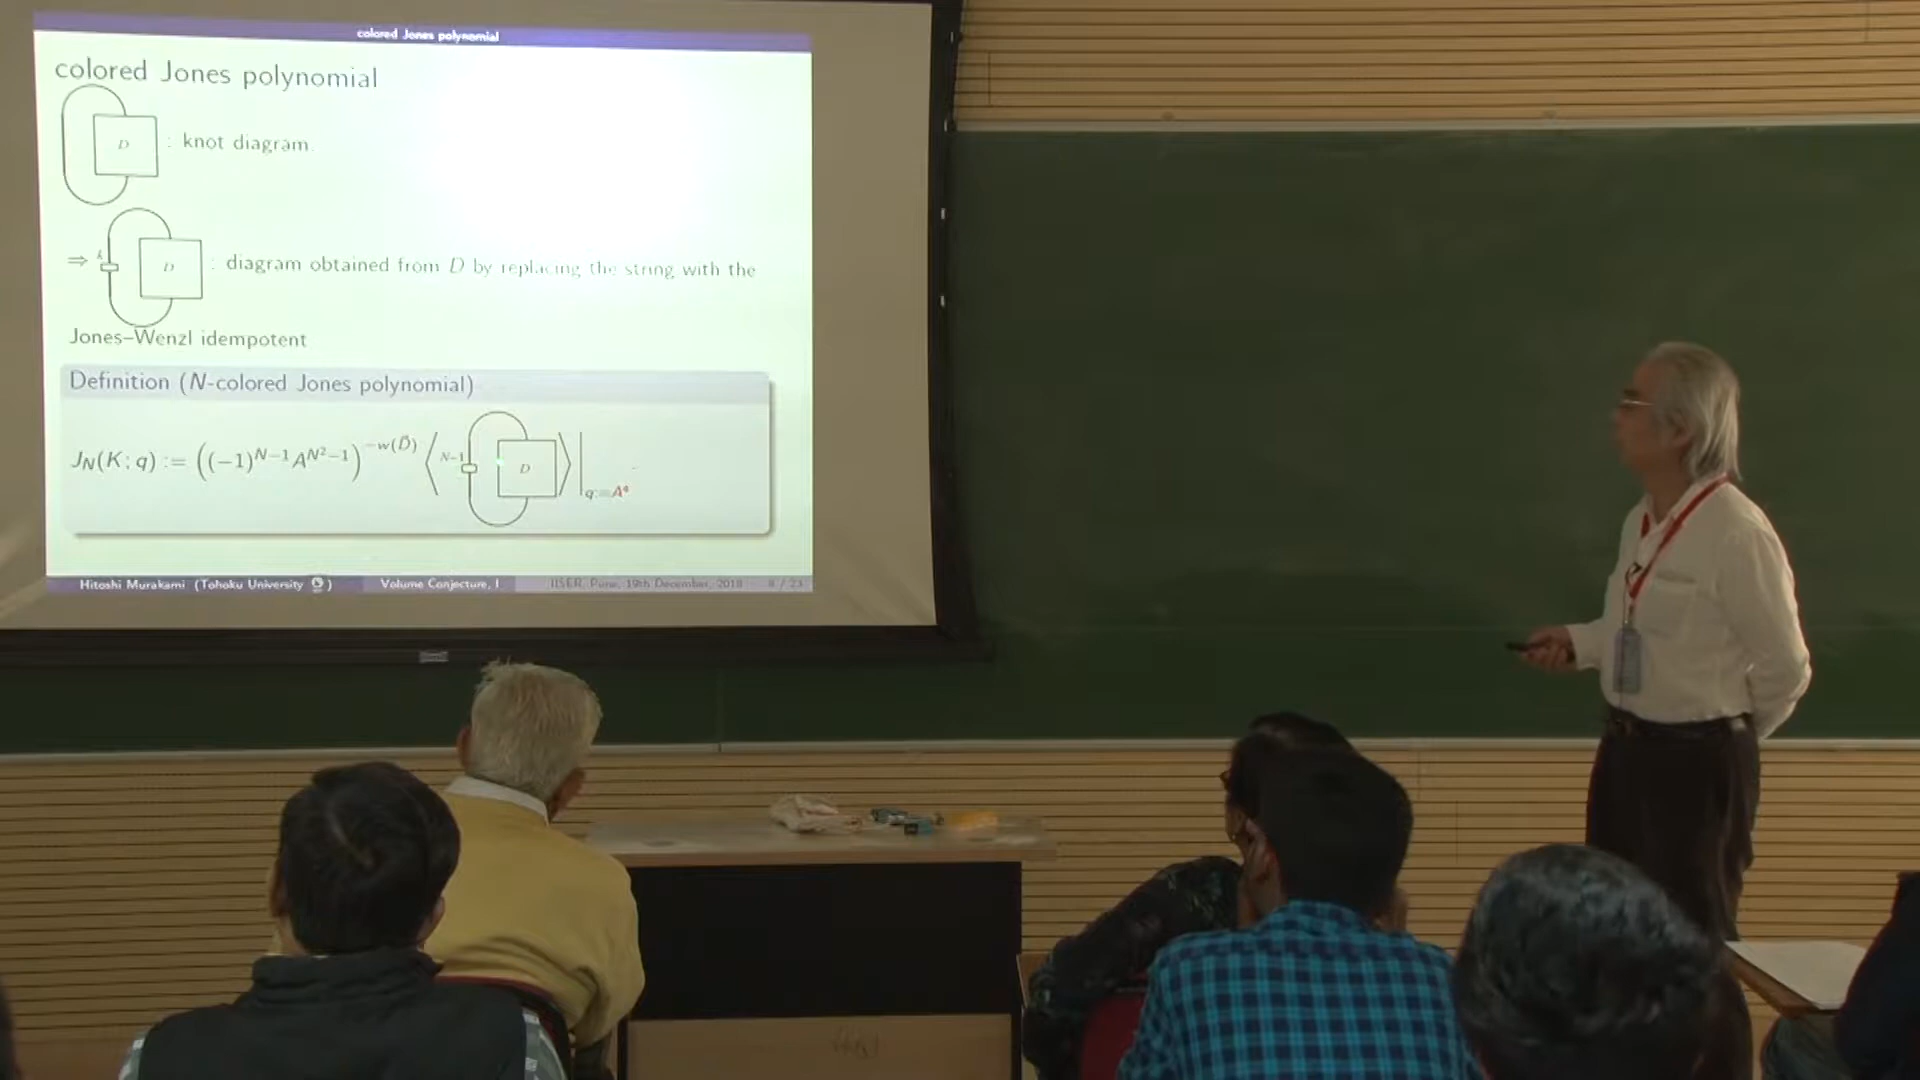 colored Jones polynomial
colored Jones polynomial
D : knot diagram.
⇒ D : diagram obtained from D by replacing the string with the
Jones–Wenzl idempotent
Definition (N-colored Jones polynomial)
J_N(K; q) := ((-1)^{N-1} A^{N^2-1})^{-w(D)} ⟨ N-1 D ⟩ |_{q:=A^4}
Hitoshi Murakami (Tohoku University ) Volume Conjecture, I IISER, Pune, 19th December, 2018 8 / 23